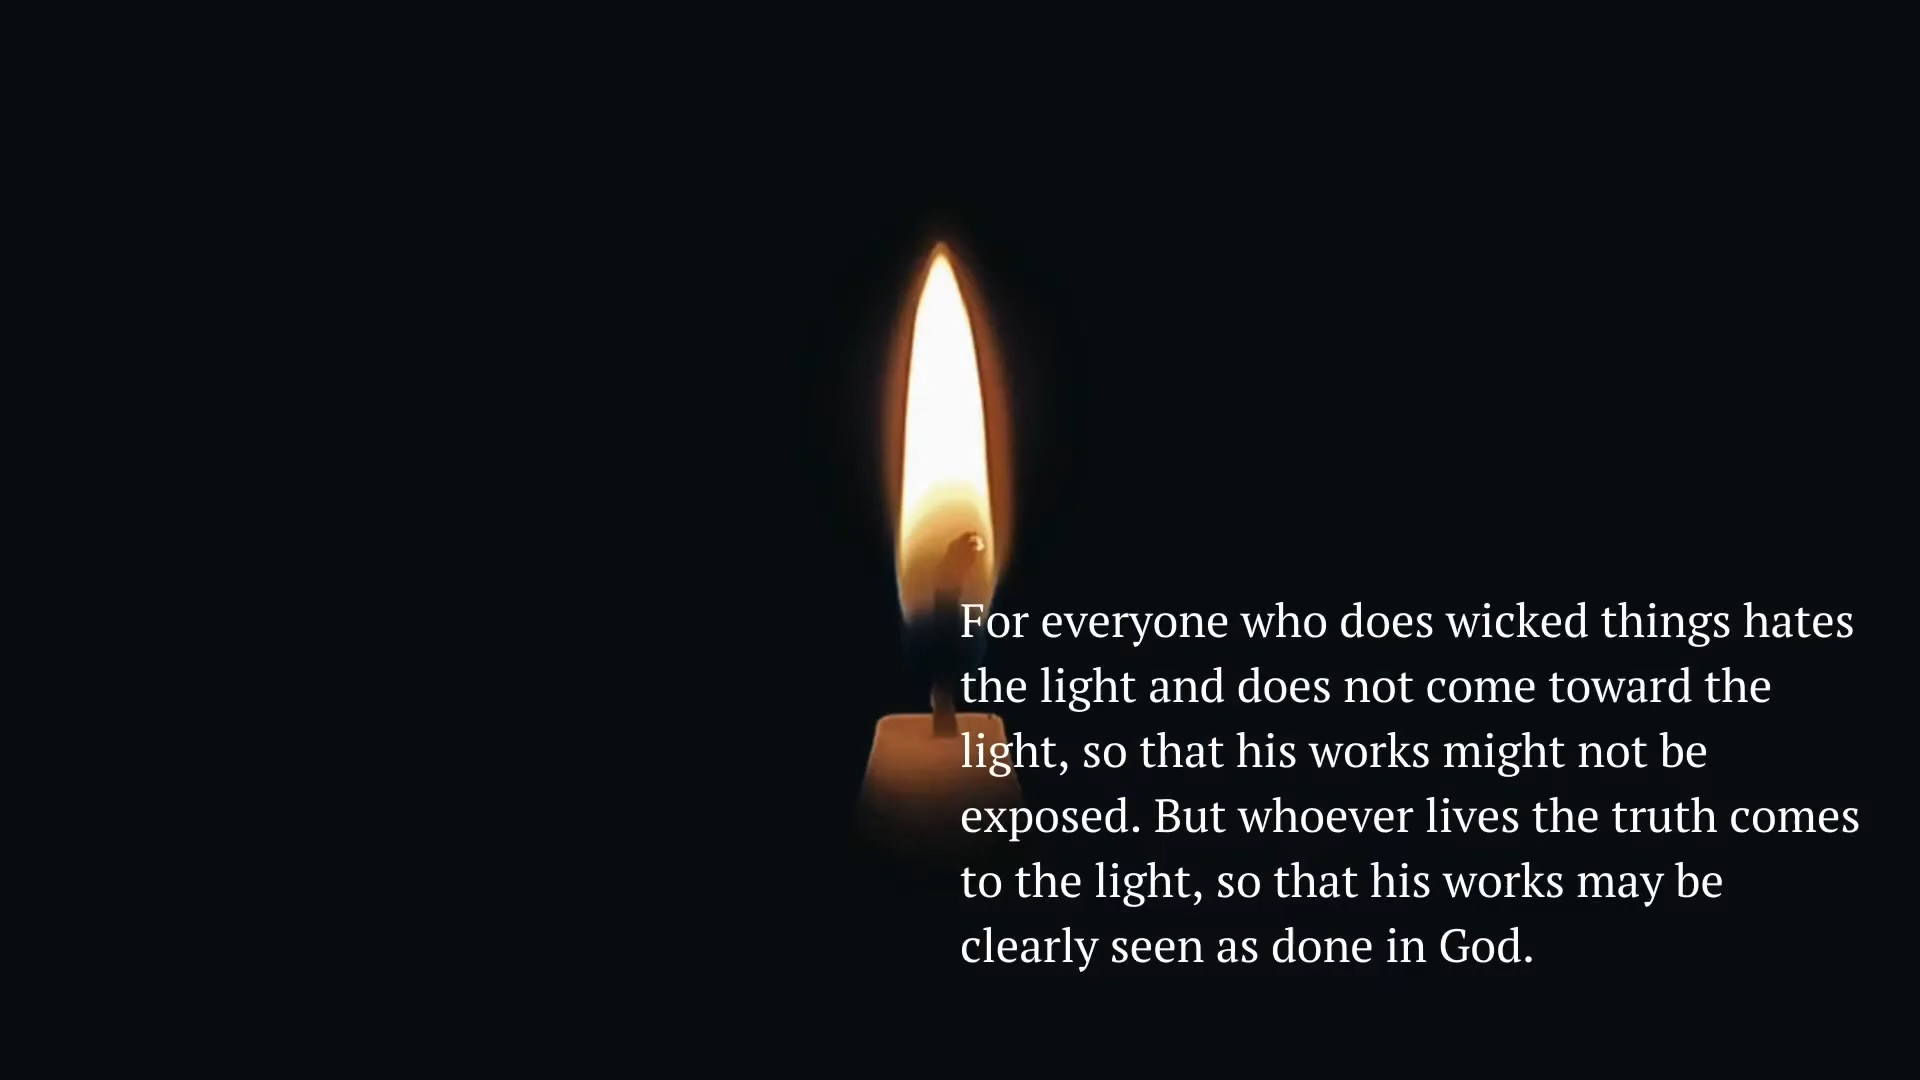 For everyone who does wicked things hates
the light and does not come toward the
light, so that his works might not be
exposed. But whoever lives the truth comes
to the light, so that his works may be
clearly seen as done in God.